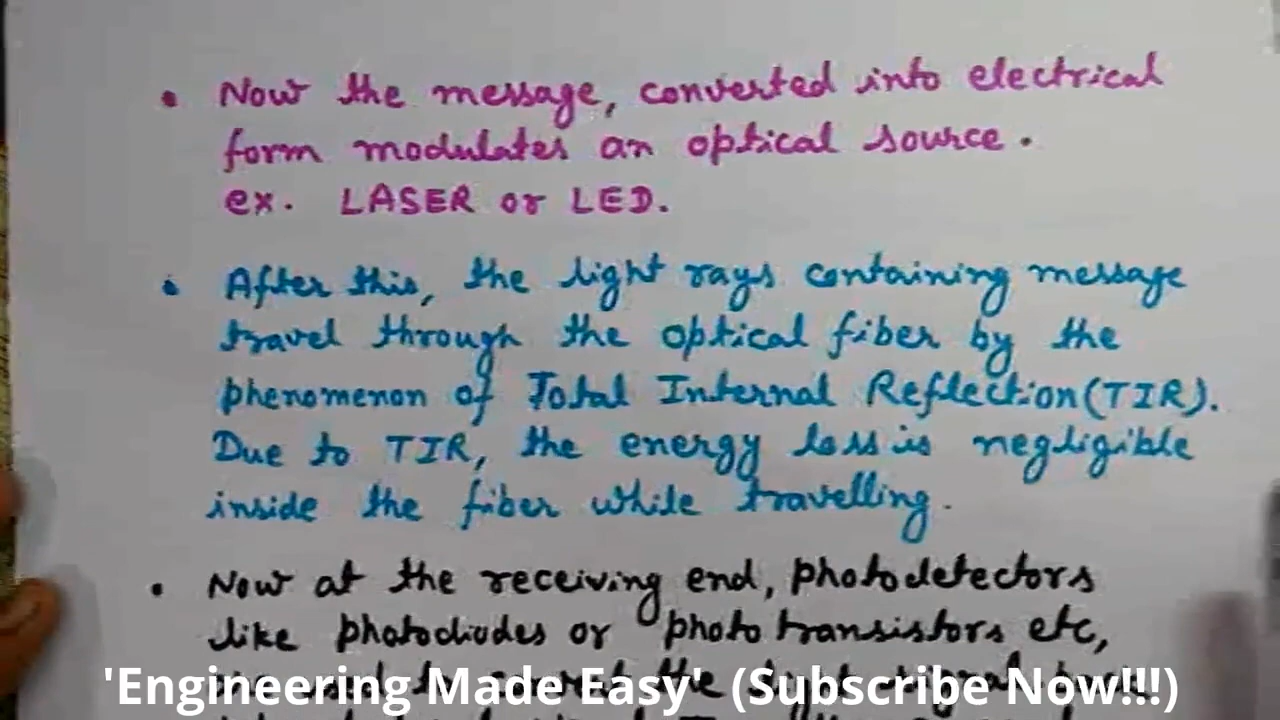 • Now the message, converted into electrical
form modulates an optical source.
ex. LASER or LED.
• After this, the light rays containing message
travel through the optical fiber by the
phenomenon of Total Internal Reflection (TIR).
Due to TIR, the energy loss is negligible
inside the fiber while travelling.
• Now at the receiving end, photodetectors
like photodiodes or phototransistors etc,
'Engineering Made Easy' (Subscribe Now!!!)